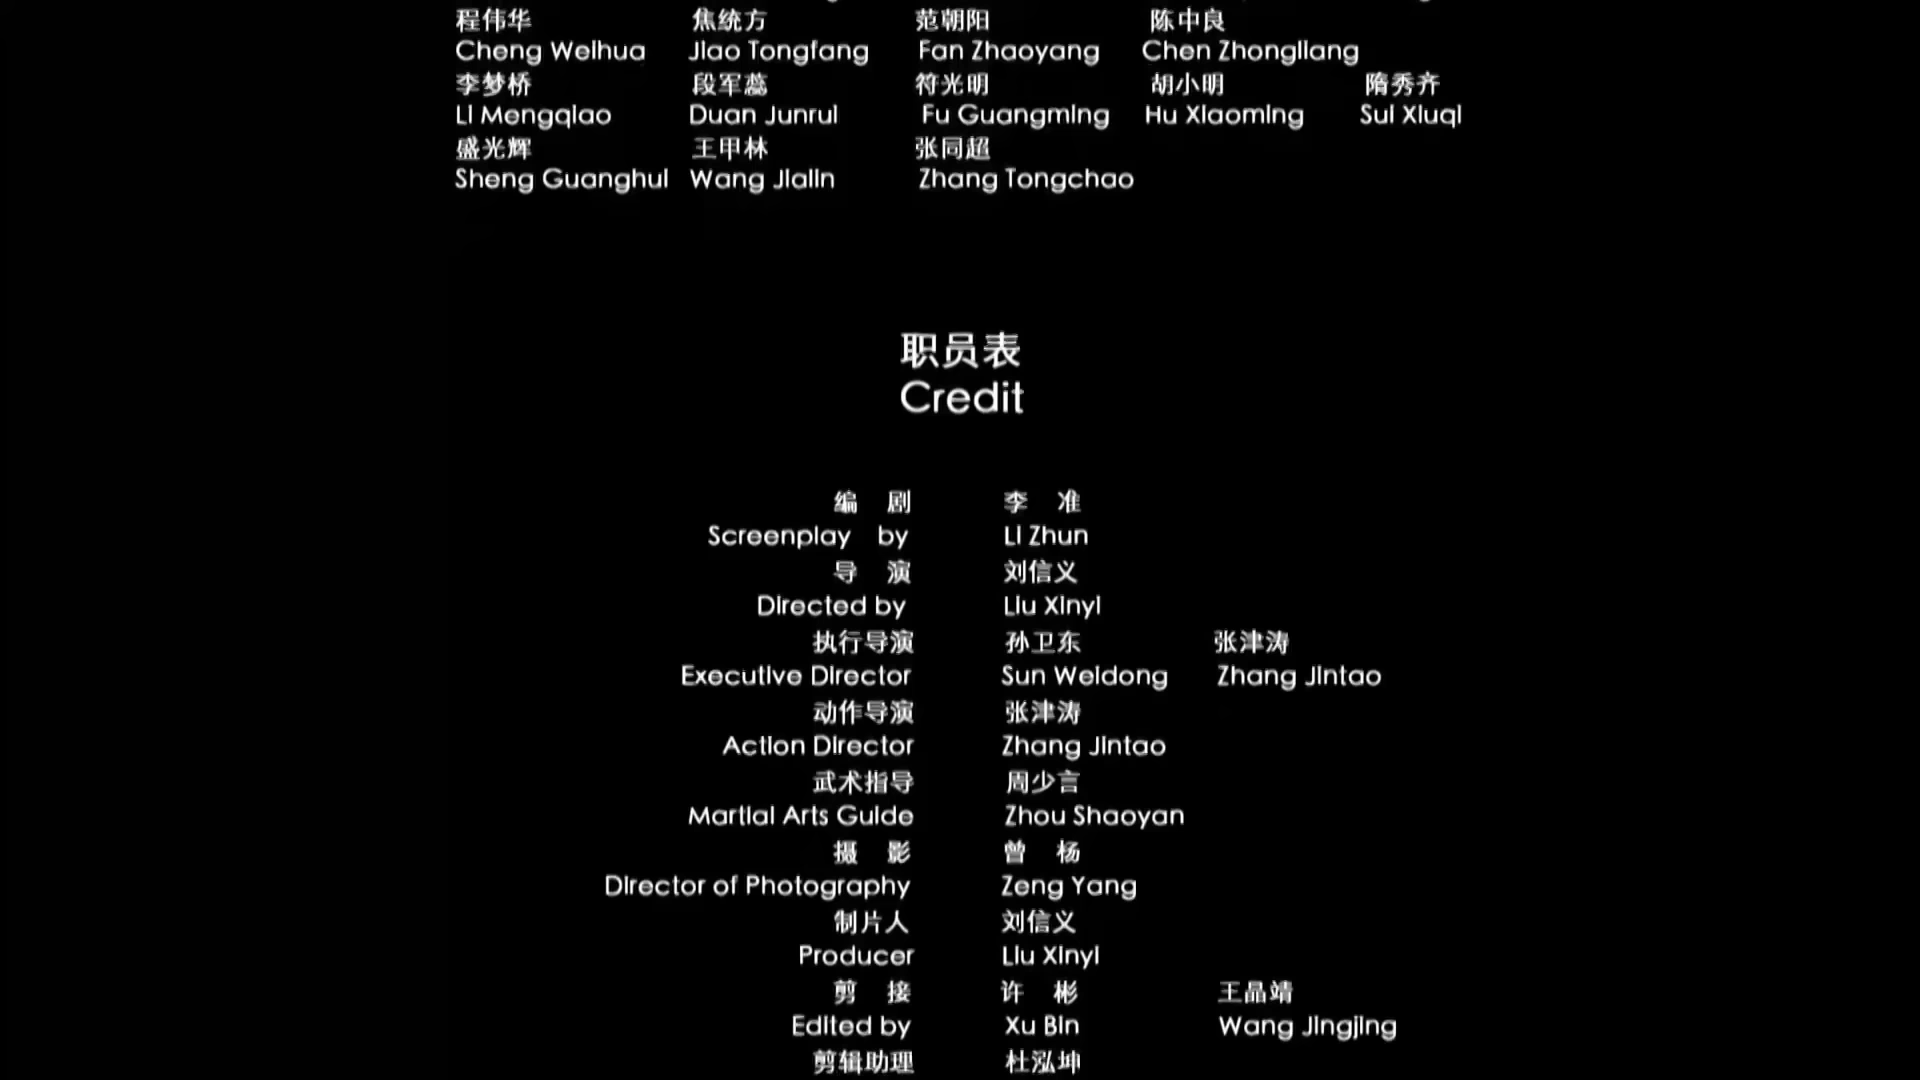 程伟华 焦统方 范朝阳 陈中良
Cheng Weihua Jiao Tongfang Fan Zhaoyang Chen Zhongliang
李梦桥 段军蕊 符光明 胡小明 隋秀齐
Li Mengqiao Duan Junrui Fu Guangming Hu Xiaoming Sui Xiuqi
盛光辉 王甲林 张同超
Sheng Guanghui Wang Jialin Zhang Tongchao
职员表
Credit
编 剧 李 准
Screenplay by Li Zhun
导 演 刘信义
Directed by Liu Xinyi
执行导演 孙卫东 张津涛
Executive Director Sun Weidong Zhang Jintao
动作导演 张津涛
Action Director Zhang Jintao
武术指导 周少言
Martial Arts Guide Zhou Shaoyan
摄 影 曾 杨
Director of Photography Zeng Yang
制片人 刘信义
Producer Liu Xinyi
剪 接 许 彬 王晶靖
Edited by Xu Bin Wang Jingjing
剪辑助理 杜泓坤